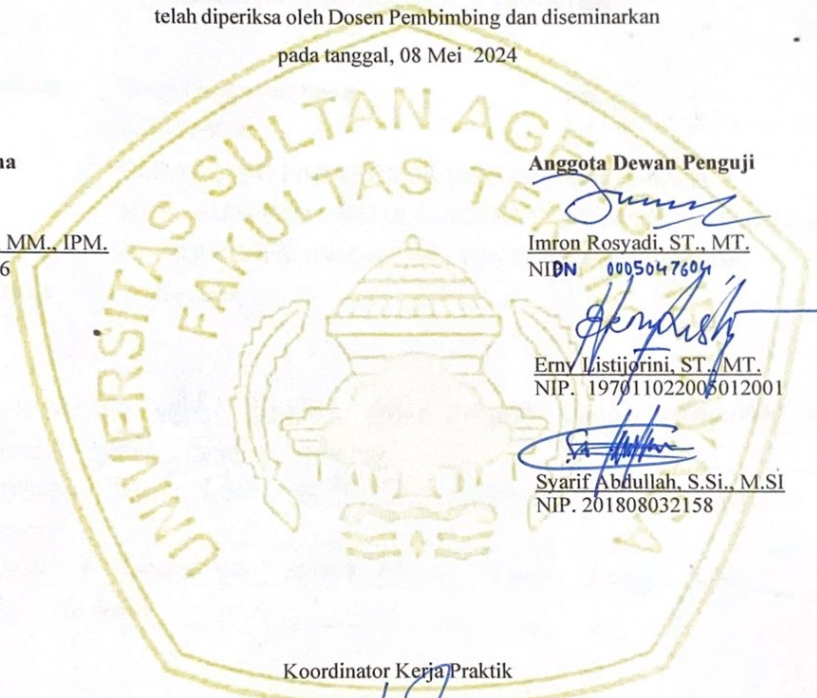 telah diperiksa oleh Dosen Pembimbing dan diseminarkan
pada tanggal, 08 Mei 2024
UNIVERSITAS SULTAN AGENG TIRTAYASA
FAKULTAS TEKNIK
na
MM., IPM.
6
Anggota Dewan Penguji
Imron Rosyadi, ST., MT.
NIDN 0005047604
Erny Listijorini, ST., MT.
NIP. 197011022005012001
Syarif Abdullah, S.Si., M.SI
NIP. 201808032158
Koordinator Kerja Praktik